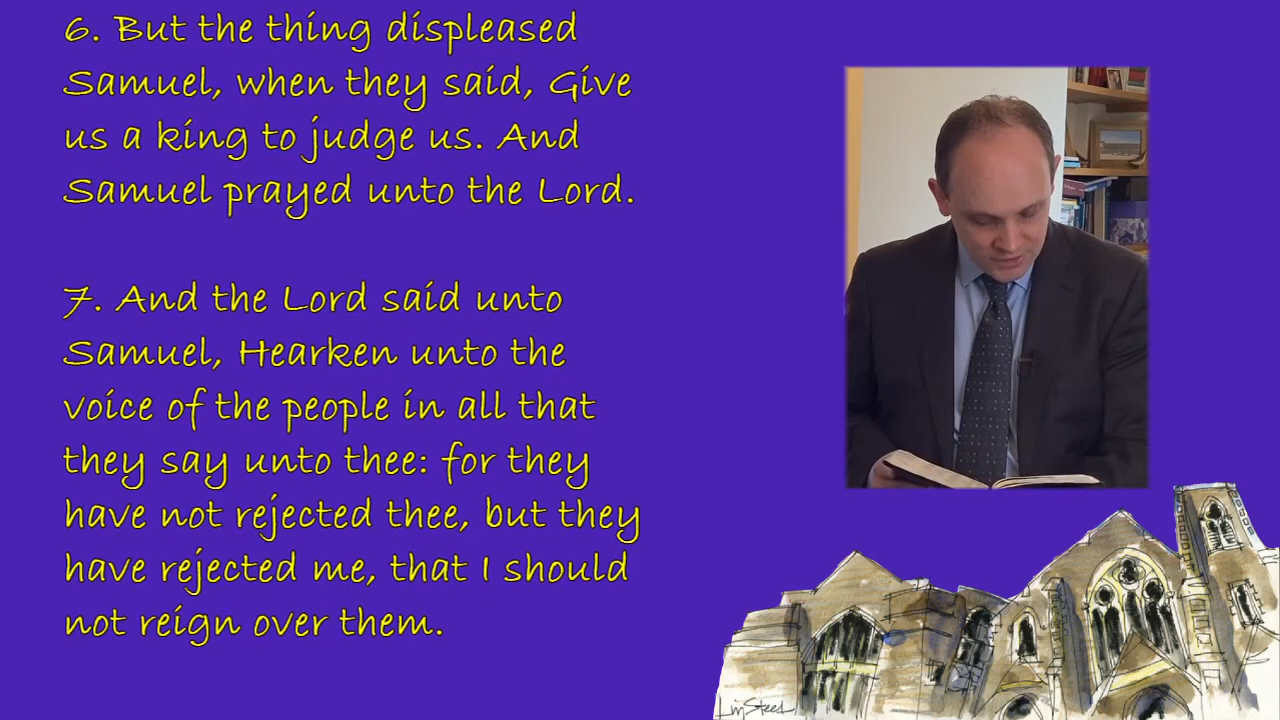 6. But the thing displeased
Samuel, when they said, Give
us a king to judge us. And
Samuel prayed unto the Lord.
7. And the Lord said unto
Samuel, Hearken unto the
voice of the people in all that
they say unto thee: for they
have not rejected thee, but they
have rejected me, that I should
not reign over them.